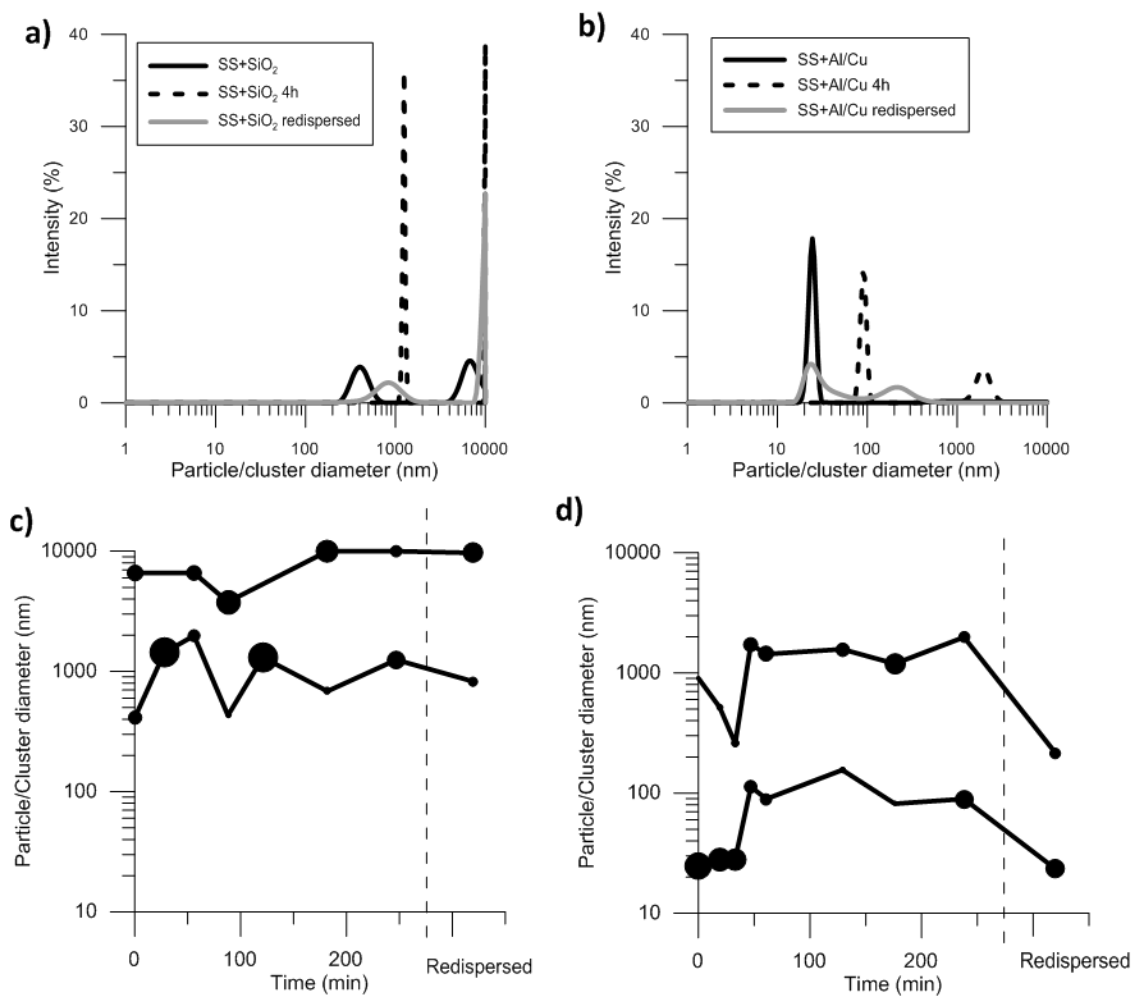 a)
40
SS+SiO₂
SS+SiO₂ 4h
SS+SiO₂ redispersed
30
20
10
0
Intensity (%)
1 10 100 1000 10000
Particle/cluster diameter (nm)
b)
40
SS+Al/Cu
SS+Al/Cu 4h
SS+Al/Cu redispersed
30
20
10
0
Intensity (%)
1 10 100 1000 10000
Particle/cluster diameter (nm)
c)
10000
1000
100
10
Particle/Cluster diameter (nm)
0 100 200 Redispersed
Time (min)
d)
10000
1000
100
10
Particle/Cluster diameter (nm)
0 100 200 Redispersed
Time (min)